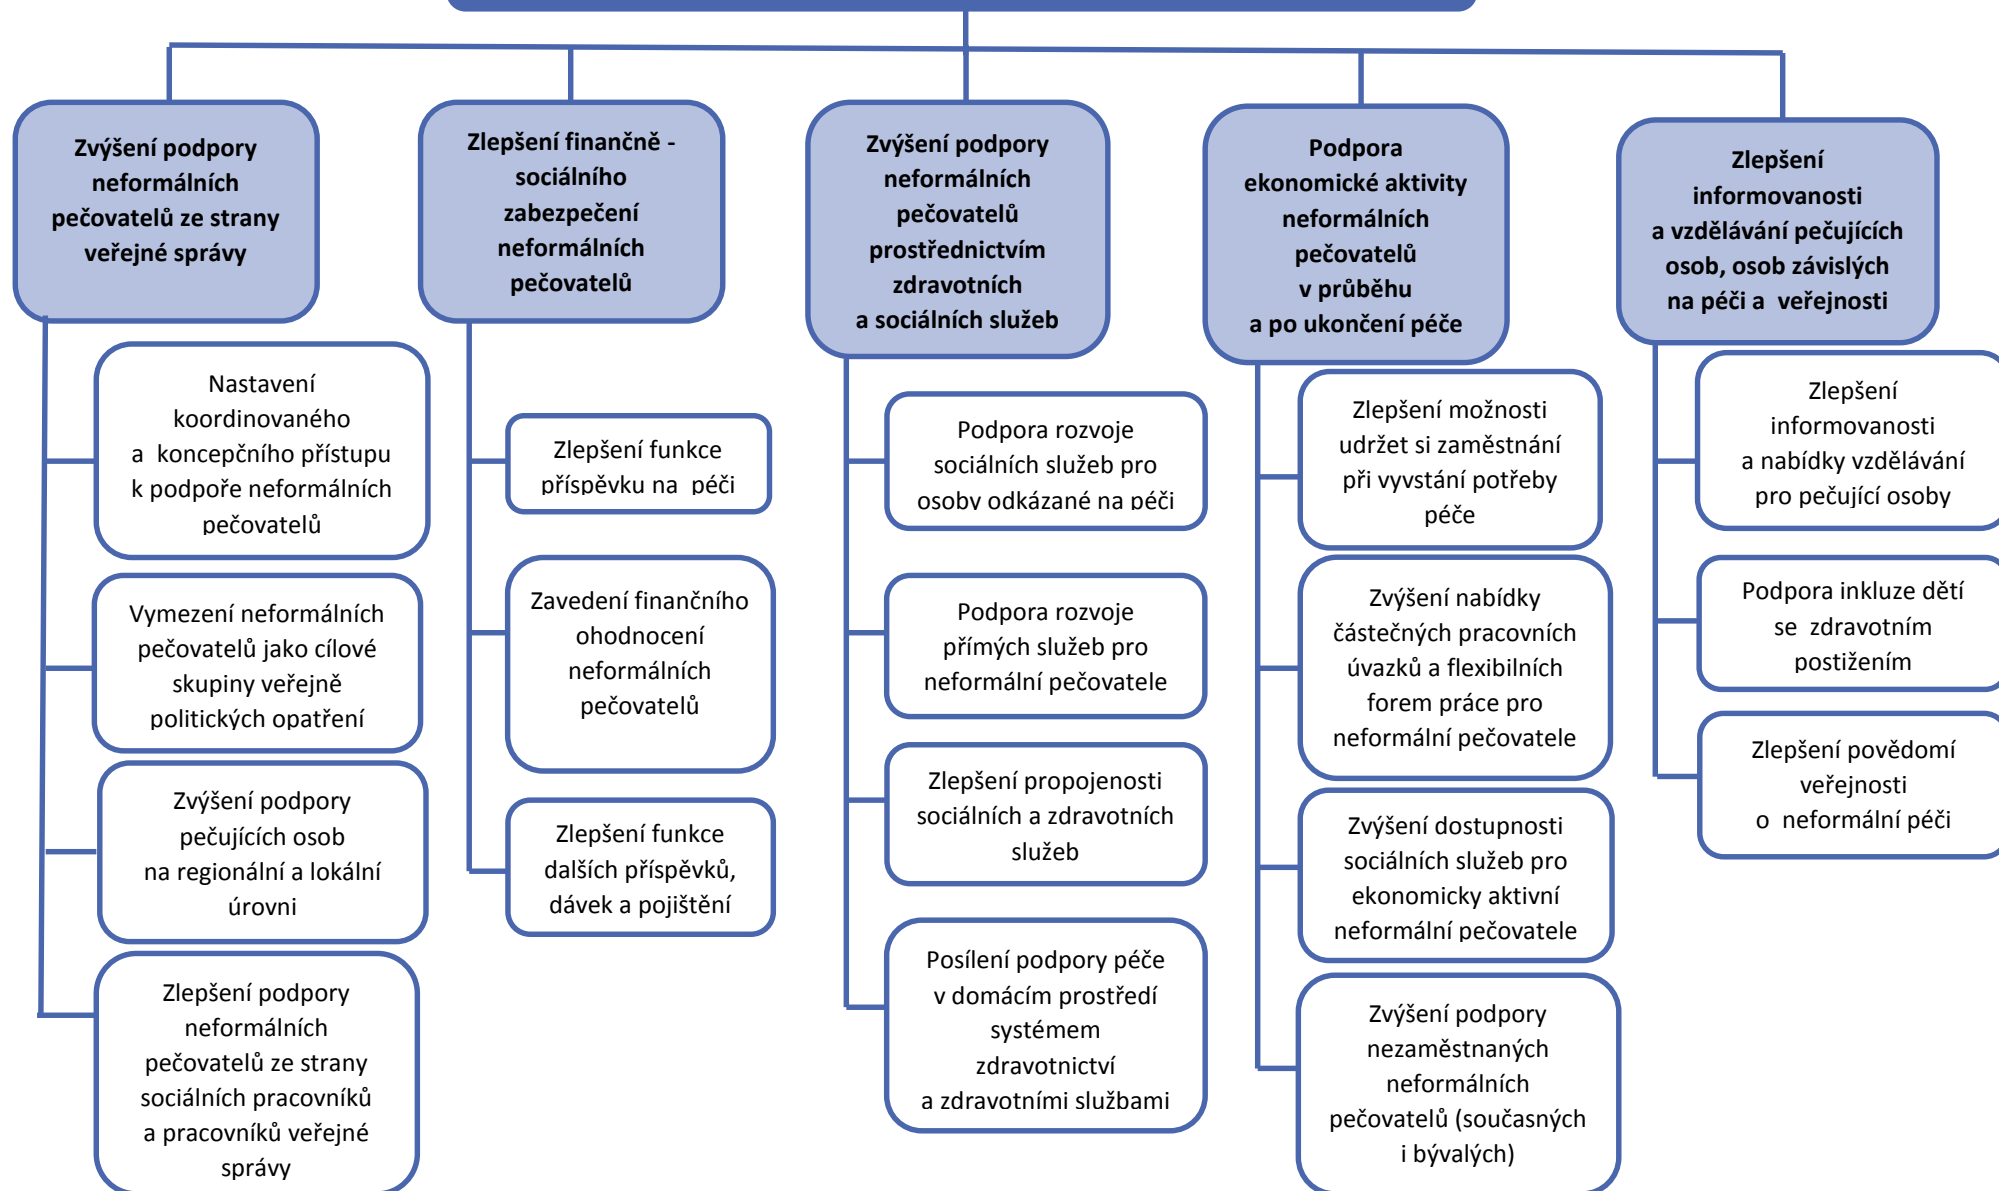 Zvýšení podpory
neformálních
pečovatelů ze strany
veřejné správy
Nastavení
koordinovaného
a koncepčního přístupu
k podpoře neformálních
pečovatelů
Vymezení neformálních
pečovatelů jako cílové
skupiny veřejně
politických opatření
Zvýšení podpory
pečujících osob
na regionální a lokální
úrovni
Zlepšení podpory
neformálních
pečovatelů ze strany
sociálních pracovníků
a pracovníků veřejné
správy
Zlepšení finančně -
sociálního
zabezpečení
neformálních
pečovatelů
Zlepšení funkce
příspěvku na péči
Zavedení finančního
ohodnocení
neformálních
pečovatelů
Zlepšení funkce
dalších příspěvků,
dávek a pojištění
Zvýšení podpory
neformálních
pečovatelů
prostřednictvím
zdravotních
a sociálních služeb
Podpora rozvoje
sociálních služeb pro
osoby odkázané na péči
Podpora rozvoje
přímých služeb pro
neformální pečovatele
Zlepšení propojenosti
sociálních a zdravotních
služeb
Posílení podpory péče
v domácím prostředí
systémem
zdravotnictví
a zdravotními službami
Podpora
ekonomické aktivity
neformálních
pečovatelů
v průběhu
a po ukončení péče
Zlepšení možnosti
udržet si zaměstnání
při vyvstání potřeby
péče
Zvýšení nabídky
částečných pracovních
úvazků a flexibilních
forem práce pro
neformální pečovatele
Zvýšení dostupnosti
sociálních služeb pro
ekonomicky aktivní
neformální pečovatele
Zvýšení podpory
nezaměstnaných
neformálních
pečovatelů (současných
i bývalých)
Zlepšení
informovanosti
a vzdělávání pečujících
osob, osob závislých
na péči a veřejnosti
Zlepšení
informovanosti
a nabídky vzdělávání
pro pečující osoby
Podpora inkluze dětí
se zdravotním
postižením
Zlepšení povědomí
veřejnosti
o neformální péči